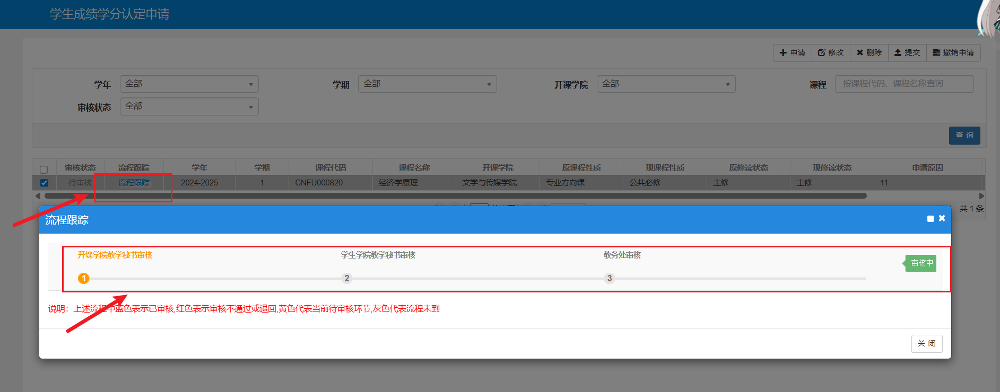 学生成绩学分认定申请
申请 修改 删除 提交 撤销申请
学年 全部 学期 全部 开课学院 全部 课程 按课程代码、课程名称查询
审核状态 全部
查 询
审核状态 流程跟踪 学年 学期 课程代码 课程名称 开课学院 原课程性质 现课程性质 原修读状态 现修读状态 申请原因
待审核 流程跟踪 2024-2025 1 CNFU000820 经济学原理 文学与传媒学院 专业方向课 公共必修 主修 主修 11
共 1 条
流程跟踪
开课学院教学秘书审核 学生学院教学秘书审核 教务处审核
审核中
1 2 3
说明：上述流程中蓝色表示已审核,红色表示审核不通过或退回,黄色代表当前待审核环节,灰色代表流程未到
关 闭